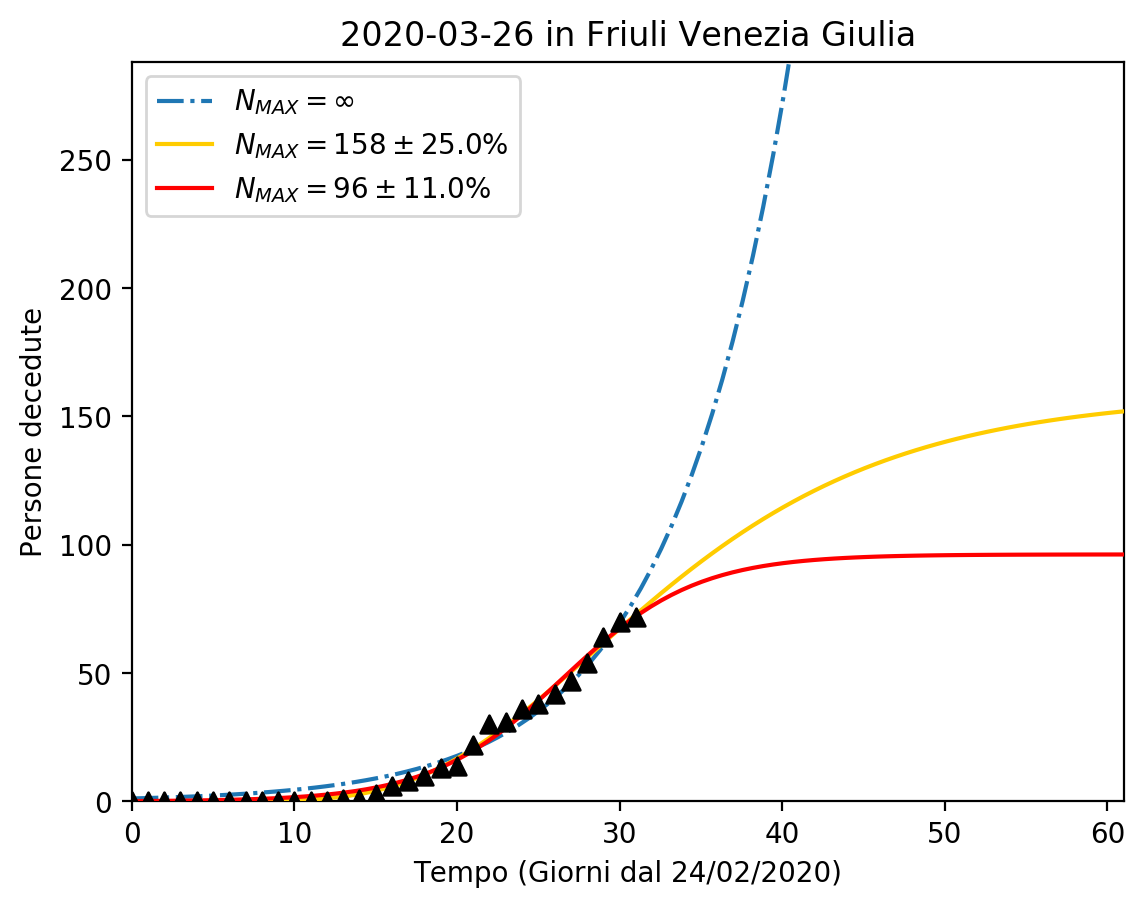 2020-03-26 in Friuli Venezia Giulia
N_MAX = ∞
N_MAX = 158 ± 25.0%
N_MAX = 96 ± 11.0%
250
200
150
100
50
0
Persone decedute
0 10 20 30 40 50 60
Tempo (Giorni dal 24/02/2020)